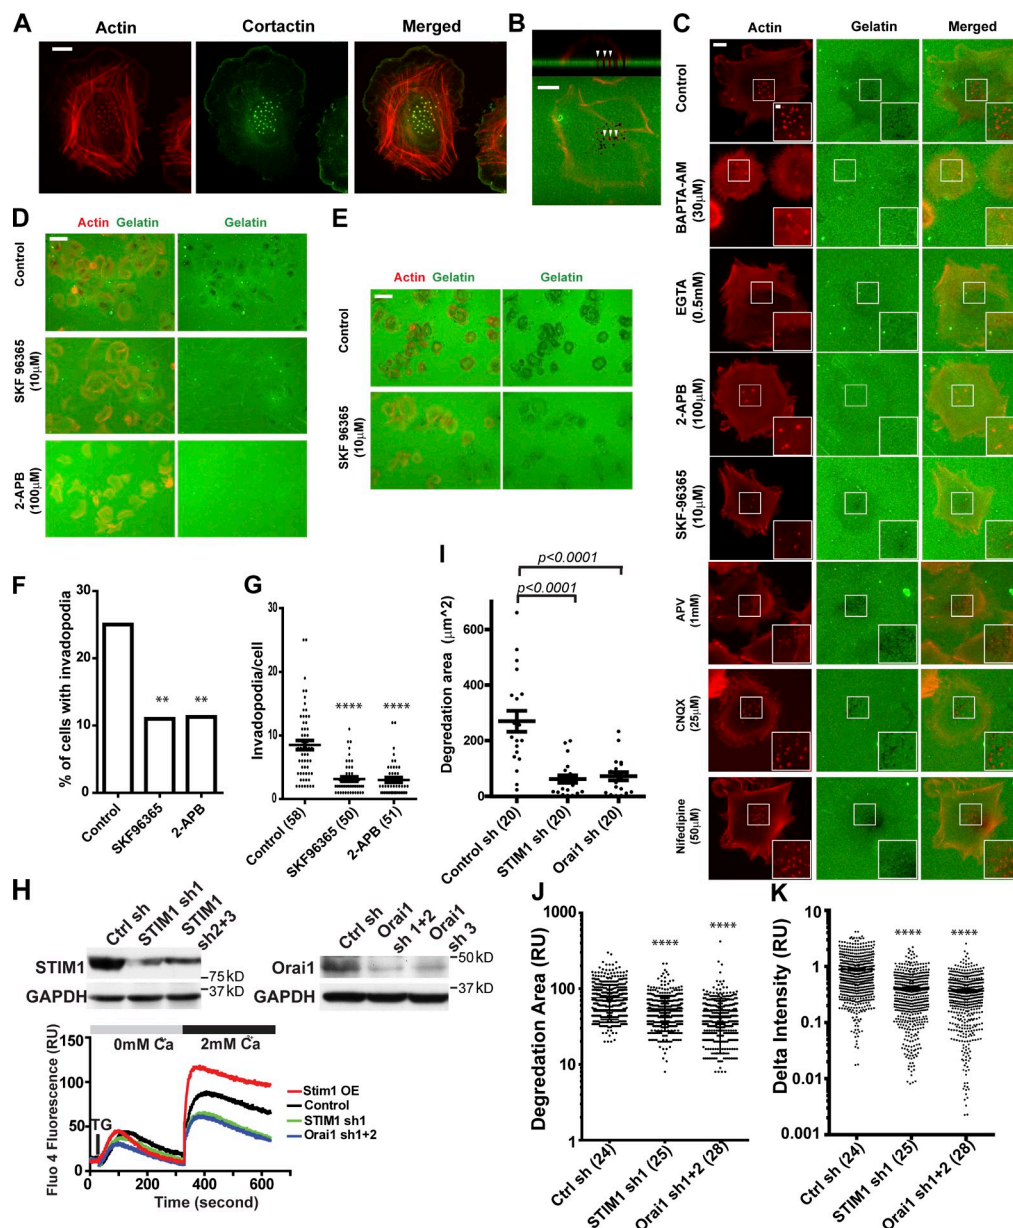 A
Actin
Cortactin
Merged
B
C
Actin
Gelatin
Merged
Control
BAPTA-AM
(30μM)
EGTA
(0.5mM)
2-APB
(100μM)
SKF-96365
(10μM)
APV
(1mM)
CNQX
(25μM)
Nifedipine
(50μM)
D
Actin Gelatin
Gelatin
Control
SKF 96365
(10μM)
2-APB
(100μM)
E
Actin Gelatin
Gelatin
Control
SKF 96365
(10μM)
F
% of cells with invadopodia
30
20
10
0
**
**
Control
SKF96365
2-APB
G
Invadopodia/cell
30
20
10
0
****
****
Control (58)
SKF96365 (50)
2-APB (51)
I
p<0.0001
p<0.0001
Degredation area (μm^2)
600
400
200
0
Control sh (20)
STIM1 sh (20)
Orai1 sh (20)
H
Ctrl sh
STIM1 sh1
STIM1
sh2+3
STIM1
75kD
GAPDH
37kD
Ctrl sh
Orai1
sh 1+2
Orai1
sh 3
50kD
Orai1
37kD
GAPDH
0mM Ca
2mM Ca
Fluo 4 Fluorescence (RU)
150
100
50
0
TG
Stim1 OE
Control
STIM1 sh1
Orai1 sh1+2
0 200 400 600
Time (second)
J
Degredation Area (RU)
1000
100
10
1
****
****
Ctrl sh (24)
STIM1 sh1 (25)
Orai1 sh1+2 (28)
K
Delta Intensity (RU)
10
1
0.1
0.01
0.001
****
****
Ctrl sh (24)
STIM1 sh1 (25)
Orai1 sh1+2 (28)